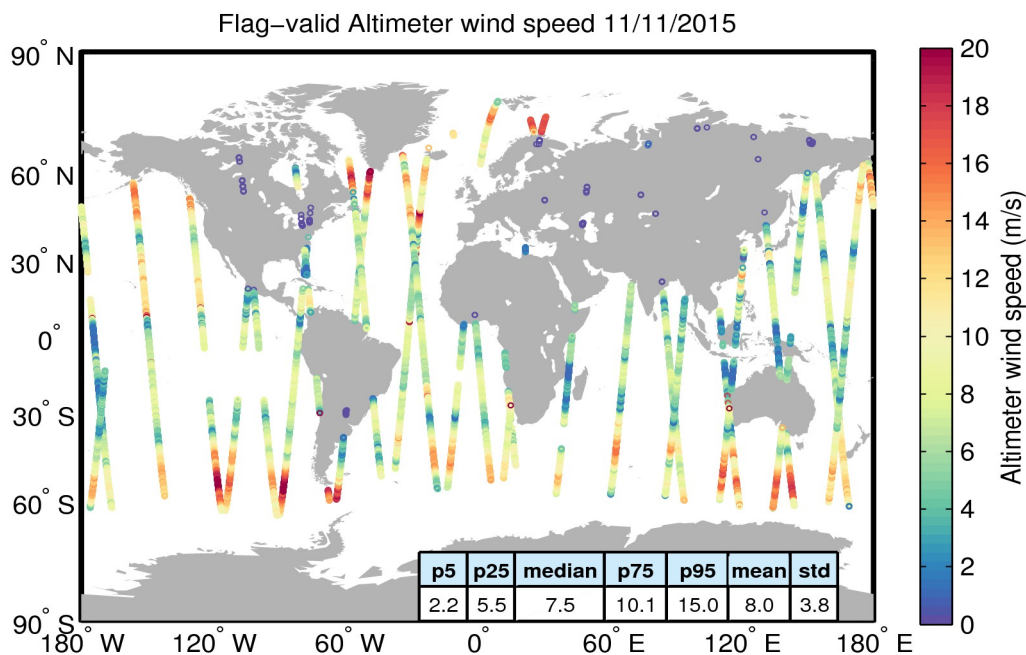 Flag−valid Altimeter wind speed 11/11/2015
90° N
60° N
30° N
0°
30° S
60° S
90° S
180° W
120° W
60° W
0°
60° E
120° E
180° E
p5 p25 median p75 p95 mean std
2.2 5.5 7.5 10.1 15.0 8.0 3.8
20
18
16
14
12
10
8
6
4
2
0
Altimeter wind speed (m/s)